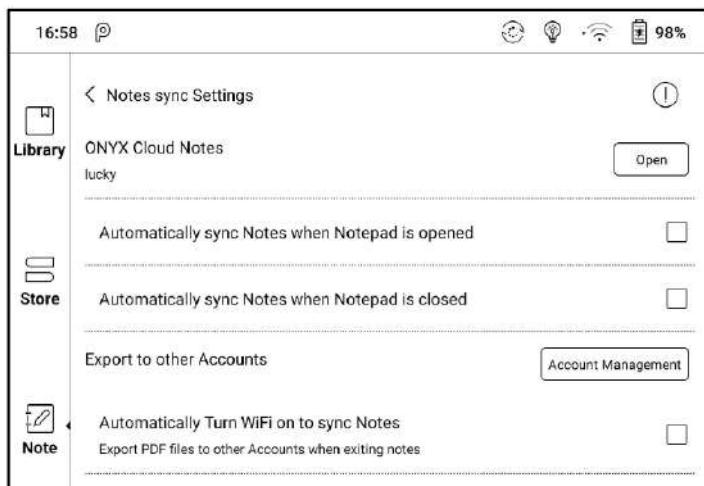 16:58
98%
Notes sync Settings
Library
ONYX Cloud Notes
Open
lucky
Automatically sync Notes when Notepad is opened
Store
Automatically sync Notes when Notepad is closed
Export to other Accounts
Account Management
Note
Automatically Turn WiFi on to sync Notes
Export PDF files to other Accounts when exiting notes